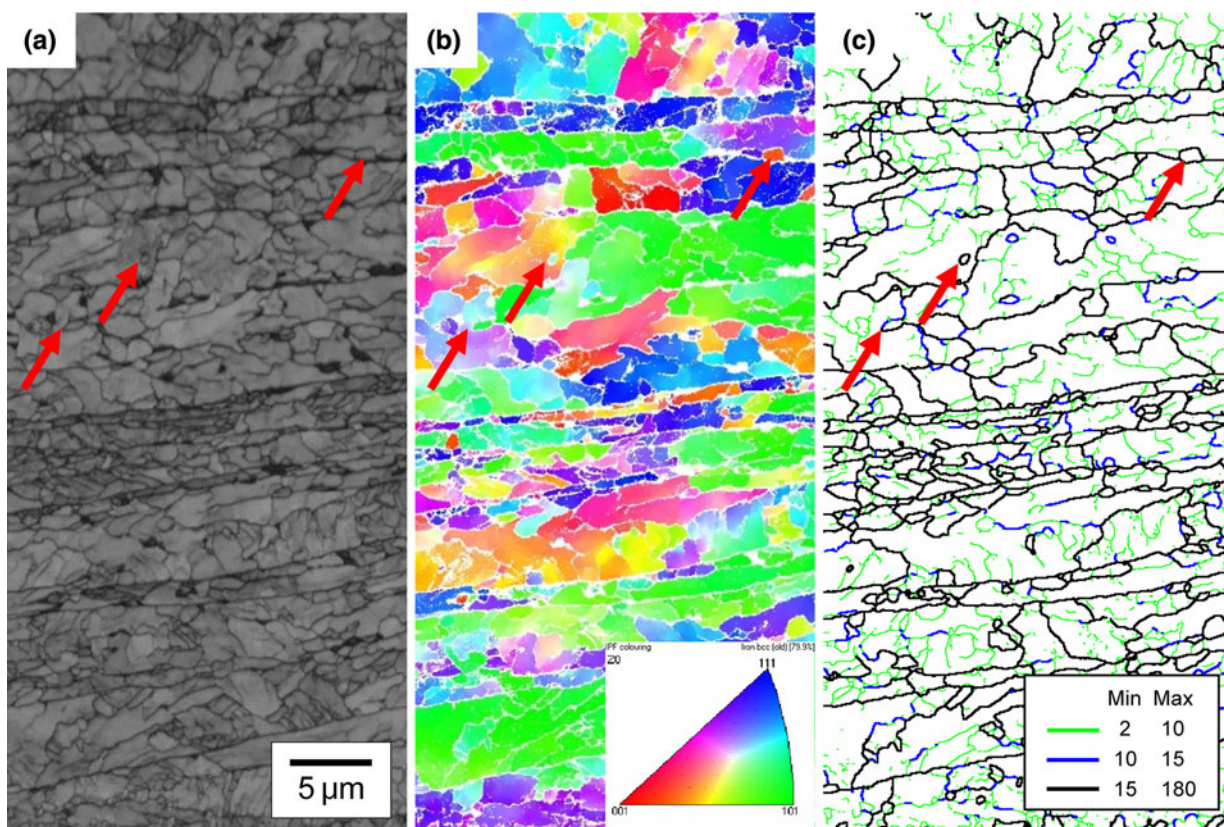 (a)
(b)
(c)
5 µm
IPF colouring
Iron bcc (old) [79.9%]
Z0
111
001
101
Min Max
2 10
10 15
15 180